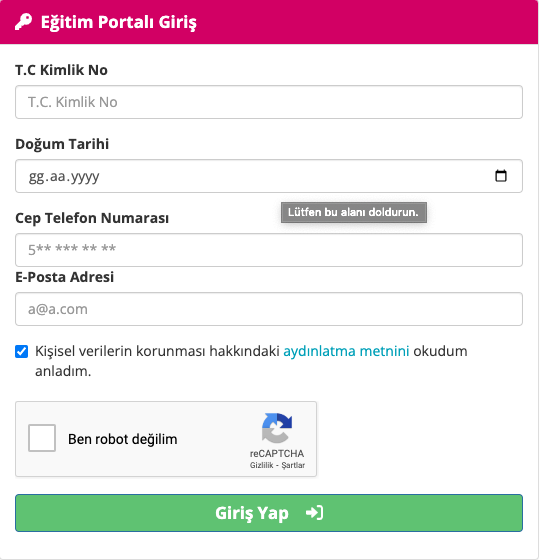 Eğitim Portalı Giriş
T.C Kimlik No
T.C. Kimlik No
Doğum Tarihi
gg.aa.yyyy
Lütfen bu alanı doldurun.
Cep Telefon Numarası
5** *** ** **
E-Posta Adresi
a@a.com
Kişisel verilerin korunması hakkındaki aydınlatma metnini okudum
anladım.
Ben robot değilim
reCAPTCHA
Gizlilik - Şartlar
Giriş Yap